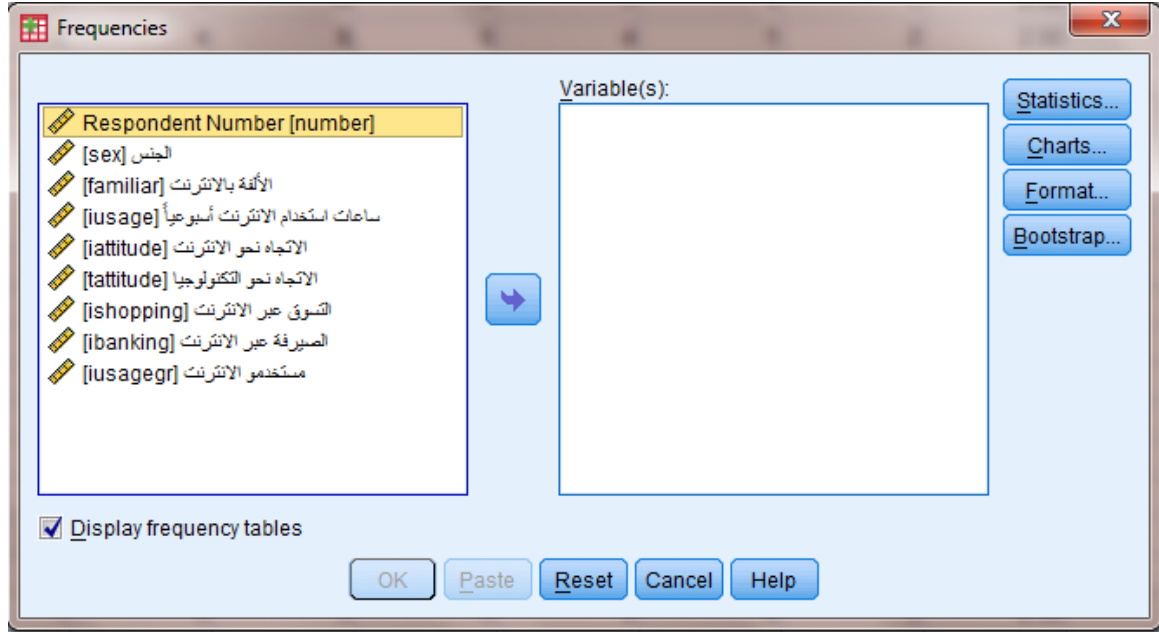 Frequencies
Variable(s):
Respondent Number [number]
الجنس [sex]
الألفة بالانترنت [familiar]
ساعات استخدام الانترنت أسبوعياً [iusage]
الاتجاه نحو الانترنت [iattitude]
الاتجاه نحو التكنولوجيا [tattitude]
التسوق عبر الانترنت [ishopping]
الصيرفة عبر الانترنت [ibanking]
مستخدمو الانترنت [iusagegr]
Statistics...
Charts...
Format...
Bootstrap...
Display frequency tables
OK Paste Reset Cancel Help